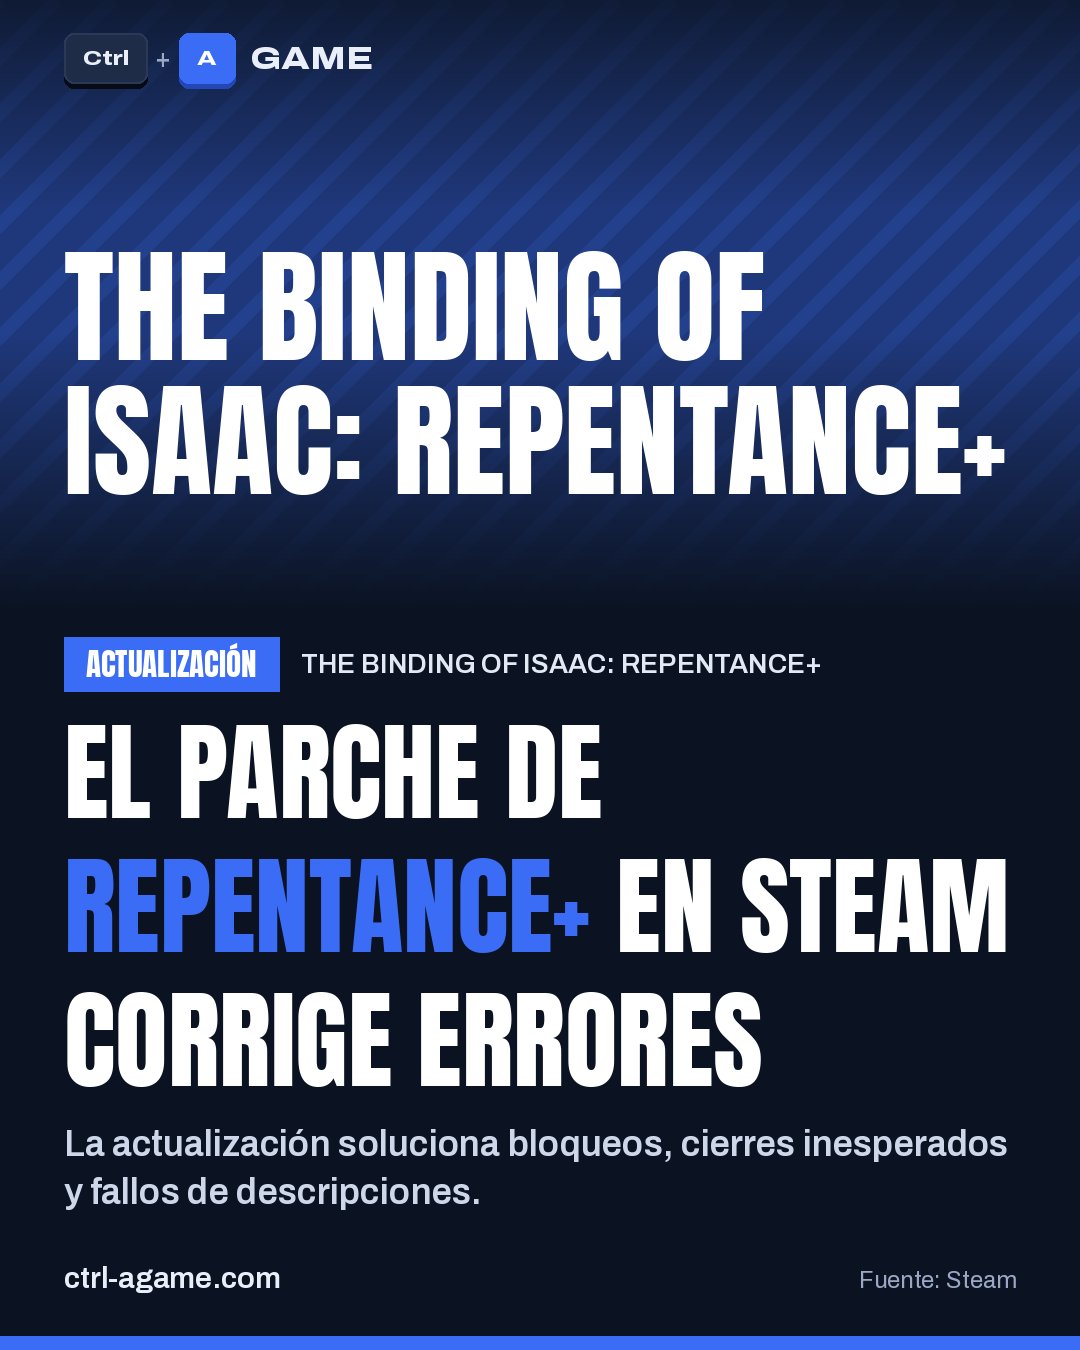 Ctrl + A GAME
THE BINDING OF
ISAAC: REPENTANCE+
ACTUALIZACIÓN THE BINDING OF ISAAC: REPENTANCE+
EL PARCHE DE
REPENTANCE+ EN STEAM
CORRIGE ERRORES
La actualización soluciona bloqueos, cierres inesperados
y fallos de descripciones.
ctrl-agame.com Fuente: Steam